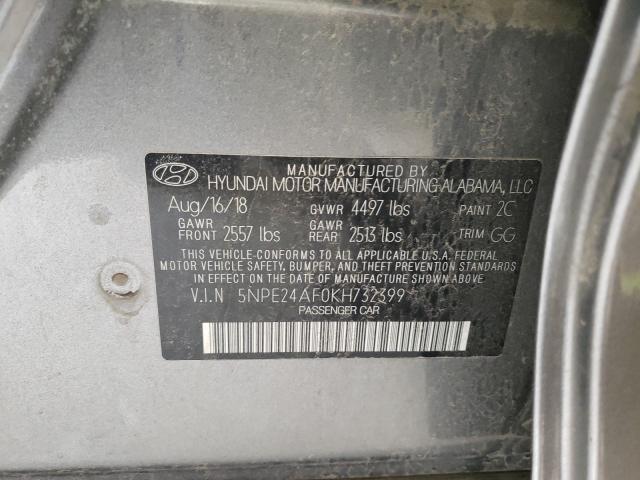 MANUFACTURED BY
HYUNDAI MOTOR MANUFACTURING ALABAMA, LLC
Aug/16/18 GVWR 4497 lbs PAINT 2C
GAWR FRONT 2557 lbs GAWR REAR 2513 lbs TRIM GG
THIS VEHICLE CONFORMS TO ALL APPLICABLE U.S.A. FEDERAL
MOTOR VEHICLE SAFETY, BUMPER, AND THEFT PREVENTION STANDARDS
IN EFFECT ON THE DATE OF MANUFACTURE SHOWN ABOVE
V.I.N 5NPE24AF0KH732399
PASSENGER CAR